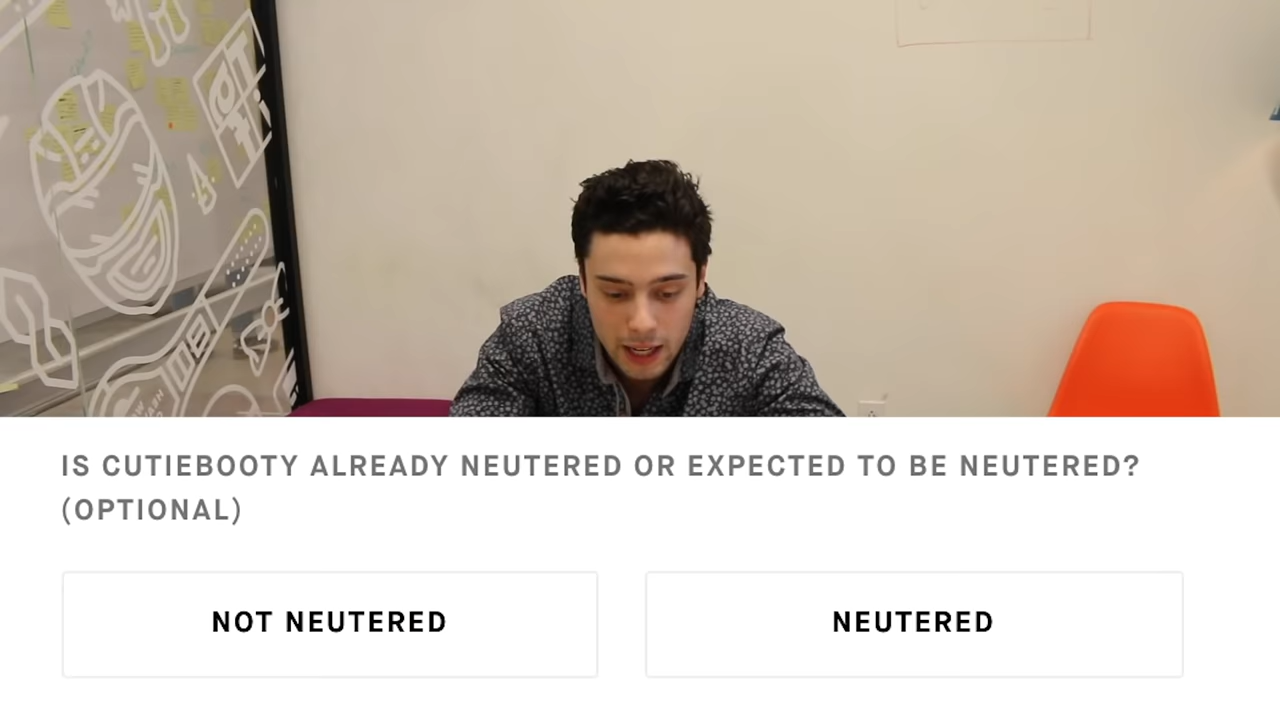 IS CUTIEBOOTY ALREADY NEUTERED OR EXPECTED TO BE NEUTERED?
(OPTIONAL)
NOT NEUTERED
NEUTERED